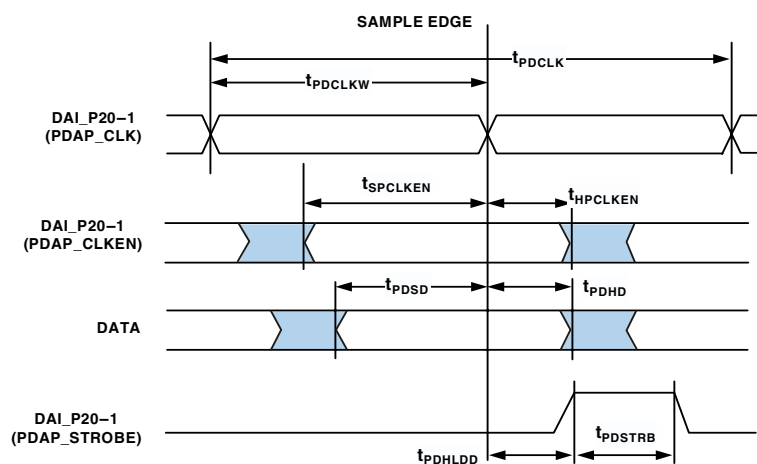 SAMPLE EDGE
tPDCLK
tPDCLKW
DAI_P20–1
(PDAP_CLK)
tSPCLKEN
tHPCLKEN
DAI_P20–1
(PDAP_CLKEN)
tPDSD
tPDHD
DATA
DAI_P20–1
(PDAP_STROBE)
tPDHLDD
tPDSTRB